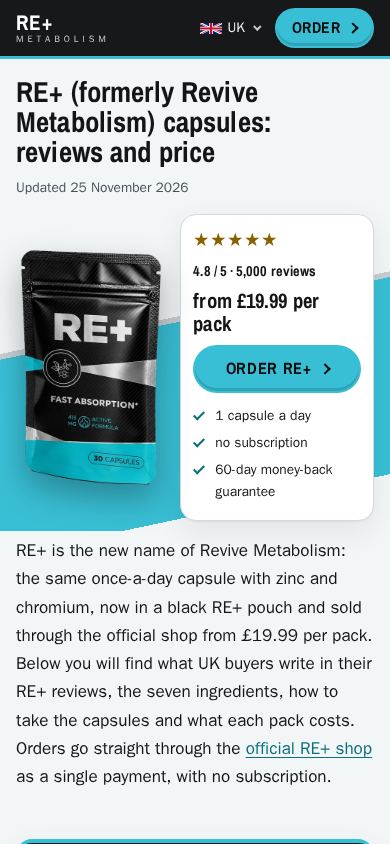 RE+
METABOLISM
UK
ORDER
RE+ (formerly Revive
Metabolism) capsules:
reviews and price
Updated 25 November 2026
★★★★★
4.8 / 5 · 5,000 reviews
from £19.99 per
pack
ORDER RE+
1 capsule a day
no subscription
60-day money-back
guarantee
RE+
FAST ABSORPTION*
415
MG
ACTIVE
FORMULA
30 CAPSULES
RE+ is the new name of Revive Metabolism:
the same once-a-day capsule with zinc and
chromium, now in a black RE+ pouch and sold
through the official shop from £19.99 per pack.
Below you will find what UK buyers write in their
RE+ reviews, the seven ingredients, how to
take the capsules and what each pack costs.
Orders go straight through the official RE+ shop
as a single payment, with no subscription.